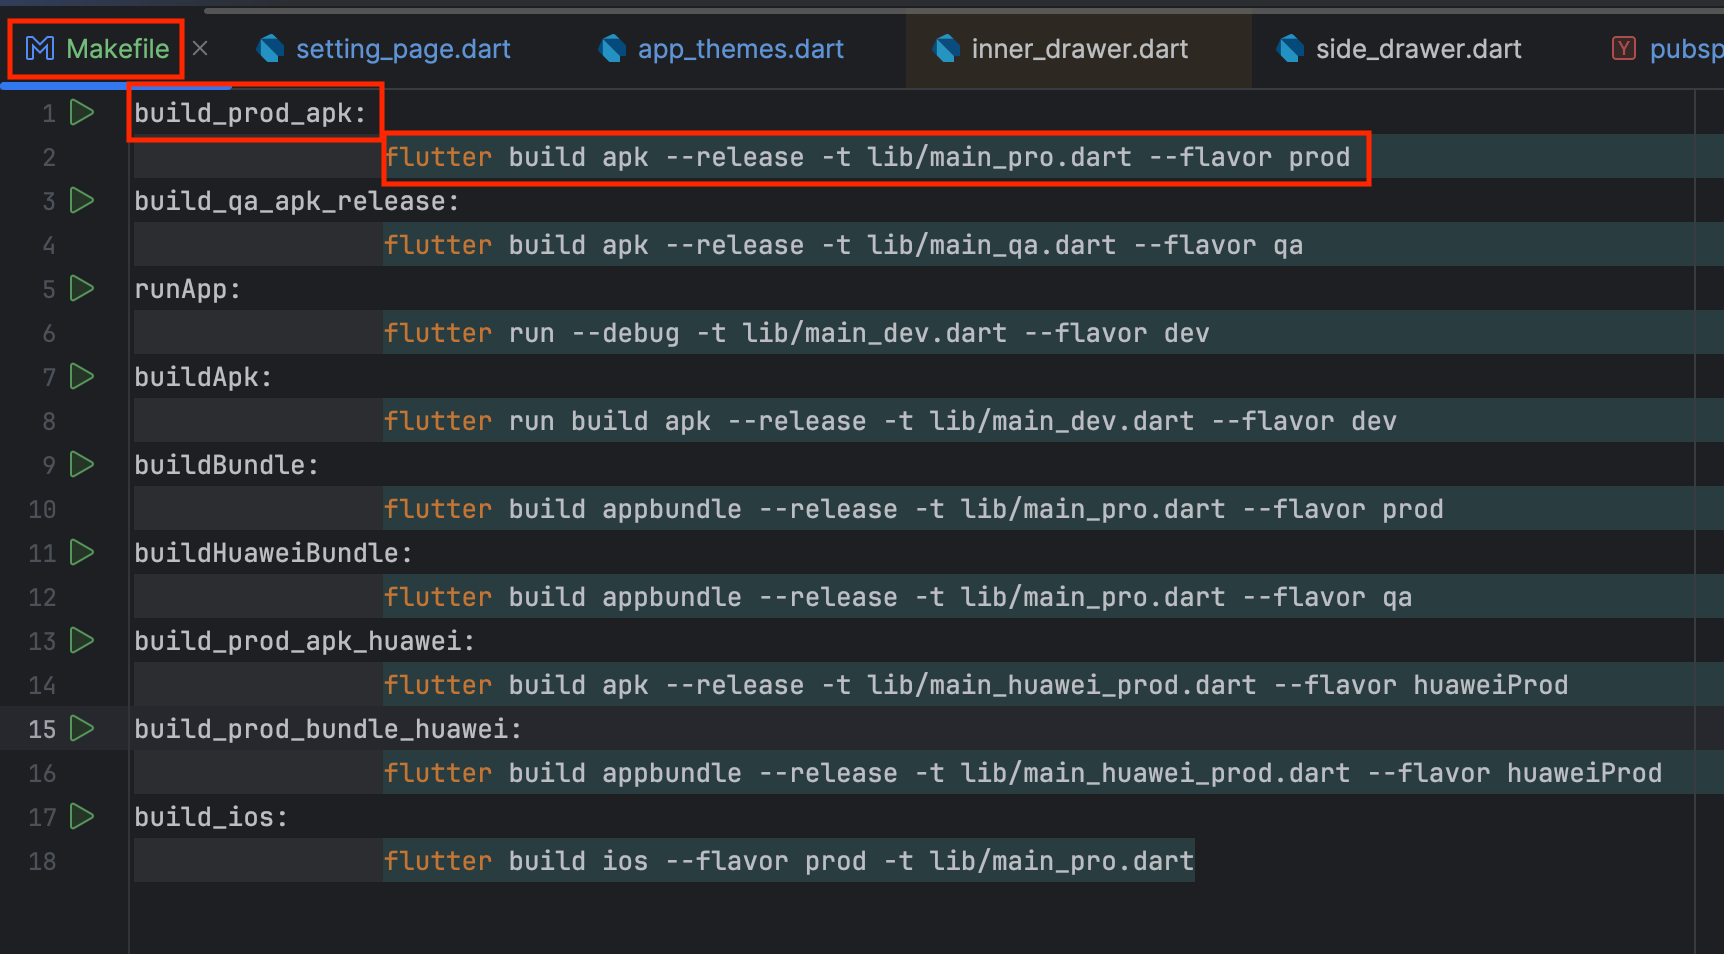 Makefile setting_page.dart app_themes.dart inner_drawer.dart side_drawer.dart Y pubsp
1 build_prod_apk:
2 flutter build apk --release -t lib/main_pro.dart --flavor prod
3 build_qa_apk_release:
4 flutter build apk --release -t lib/main_qa.dart --flavor qa
5 runApp:
6 flutter run --debug -t lib/main_dev.dart --flavor dev
7 buildApk:
8 flutter run build apk --release -t lib/main_dev.dart --flavor dev
9 buildBundle:
10 flutter build appbundle --release -t lib/main_pro.dart --flavor prod
11 buildHuaweiBundle:
12 flutter build appbundle --release -t lib/main_pro.dart --flavor qa
13 build_prod_apk_huawei:
14 flutter build apk --release -t lib/main_huawei_prod.dart --flavor huaweiProd
15 build_prod_bundle_huawei:
16 flutter build appbundle --release -t lib/main_huawei_prod.dart --flavor huaweiProd
17 build_ios:
18 flutter build ios --flavor prod -t lib/main_pro.dart